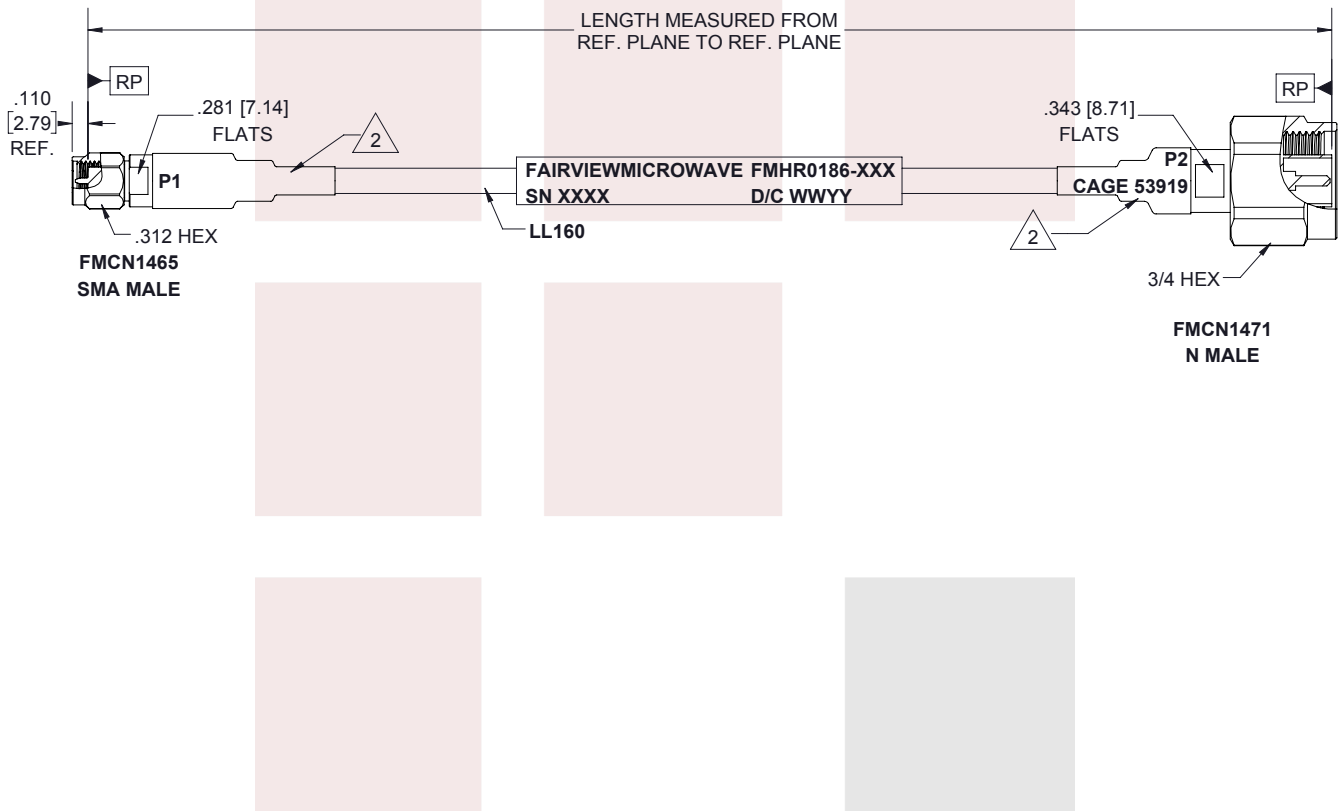 LENGTH MEASURED FROM
REF. PLANE TO REF. PLANE
RP
RP
.110
[2.79]
REF.
.281 [7.14]
FLATS
2
.343 [8.71]
FLATS
P1
FAIRVIEWMICROWAVE FMHR0186-XXX
SN XXXX D/C WWYY
P2
CAGE 53919
.312 HEX
LL160
2
FMCN1465
SMA MALE
3/4 HEX
FMCN1471
N MALE